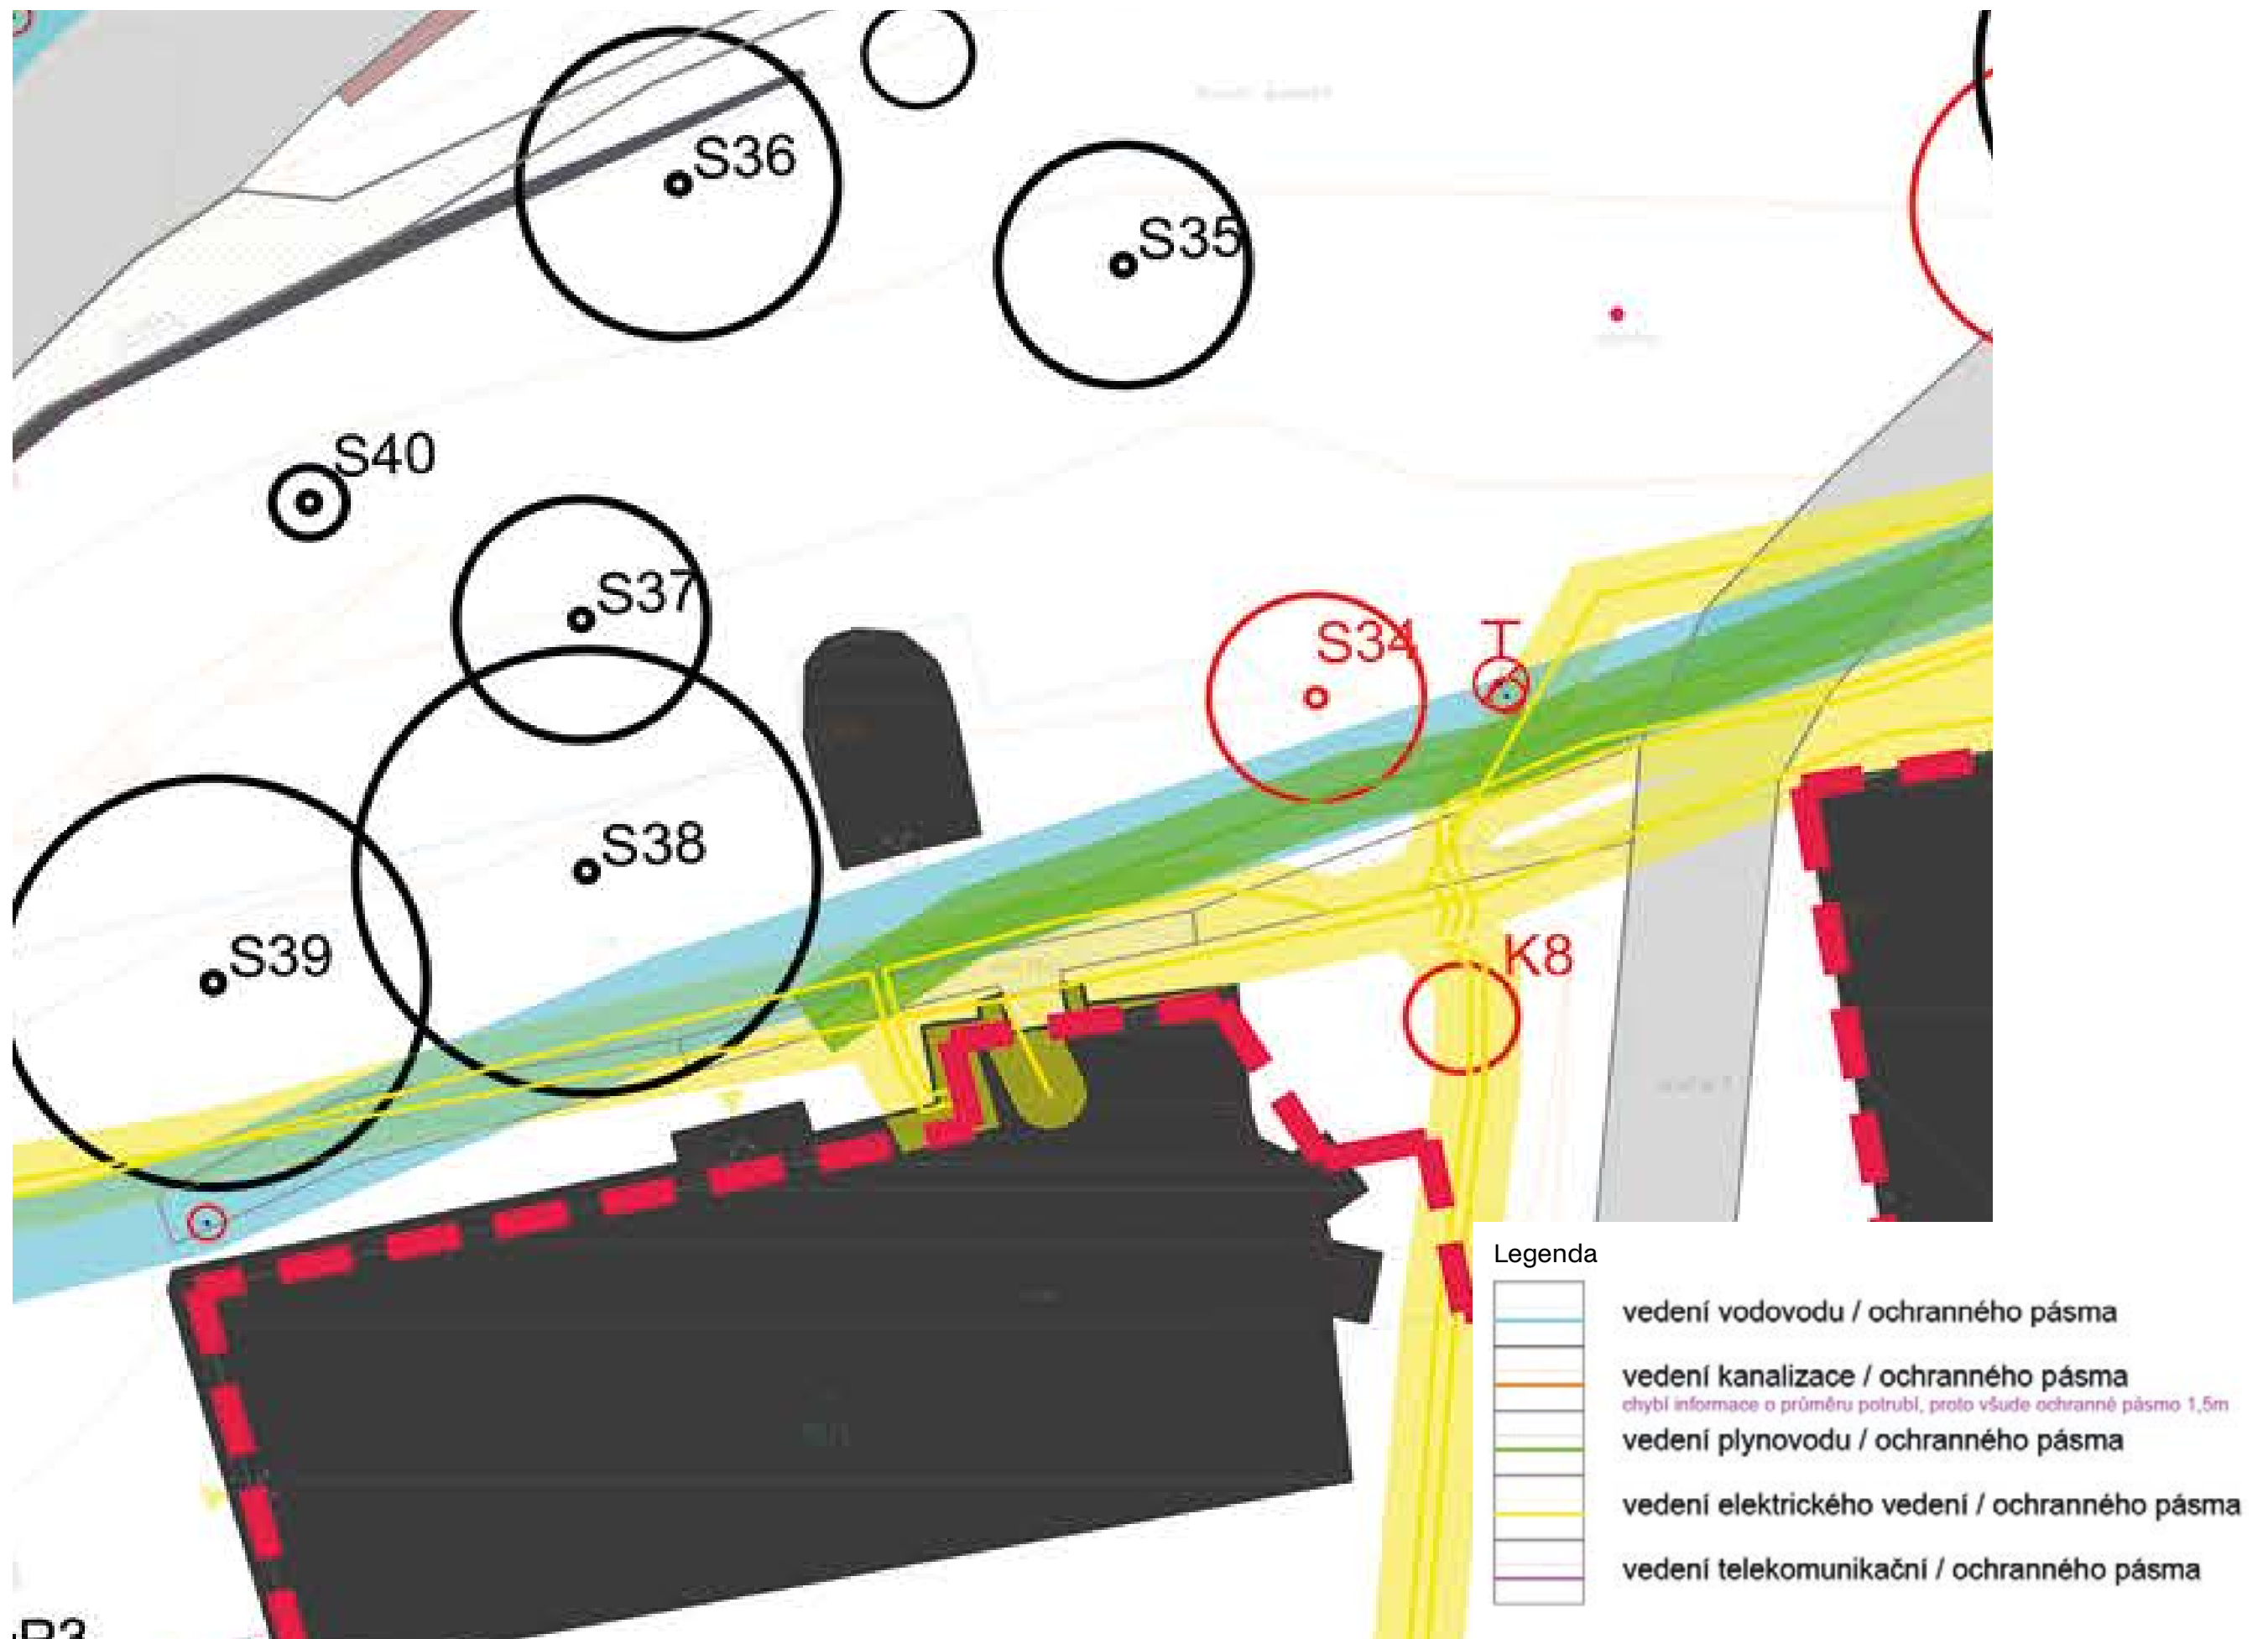 S36
S35
S40
S37
S34
T
S38
S39
K8
Legenda
vedení vodovodu / ochranného pásma
vedení kanalizace / ochranného pásma
chybí informace o průměru potrubí, proto všude ochranné pásmo 1,5m
vedení plynovodu / ochranného pásma
vedení elektrického vedení / ochranného pásma
vedení telekomunikační / ochranného pásma